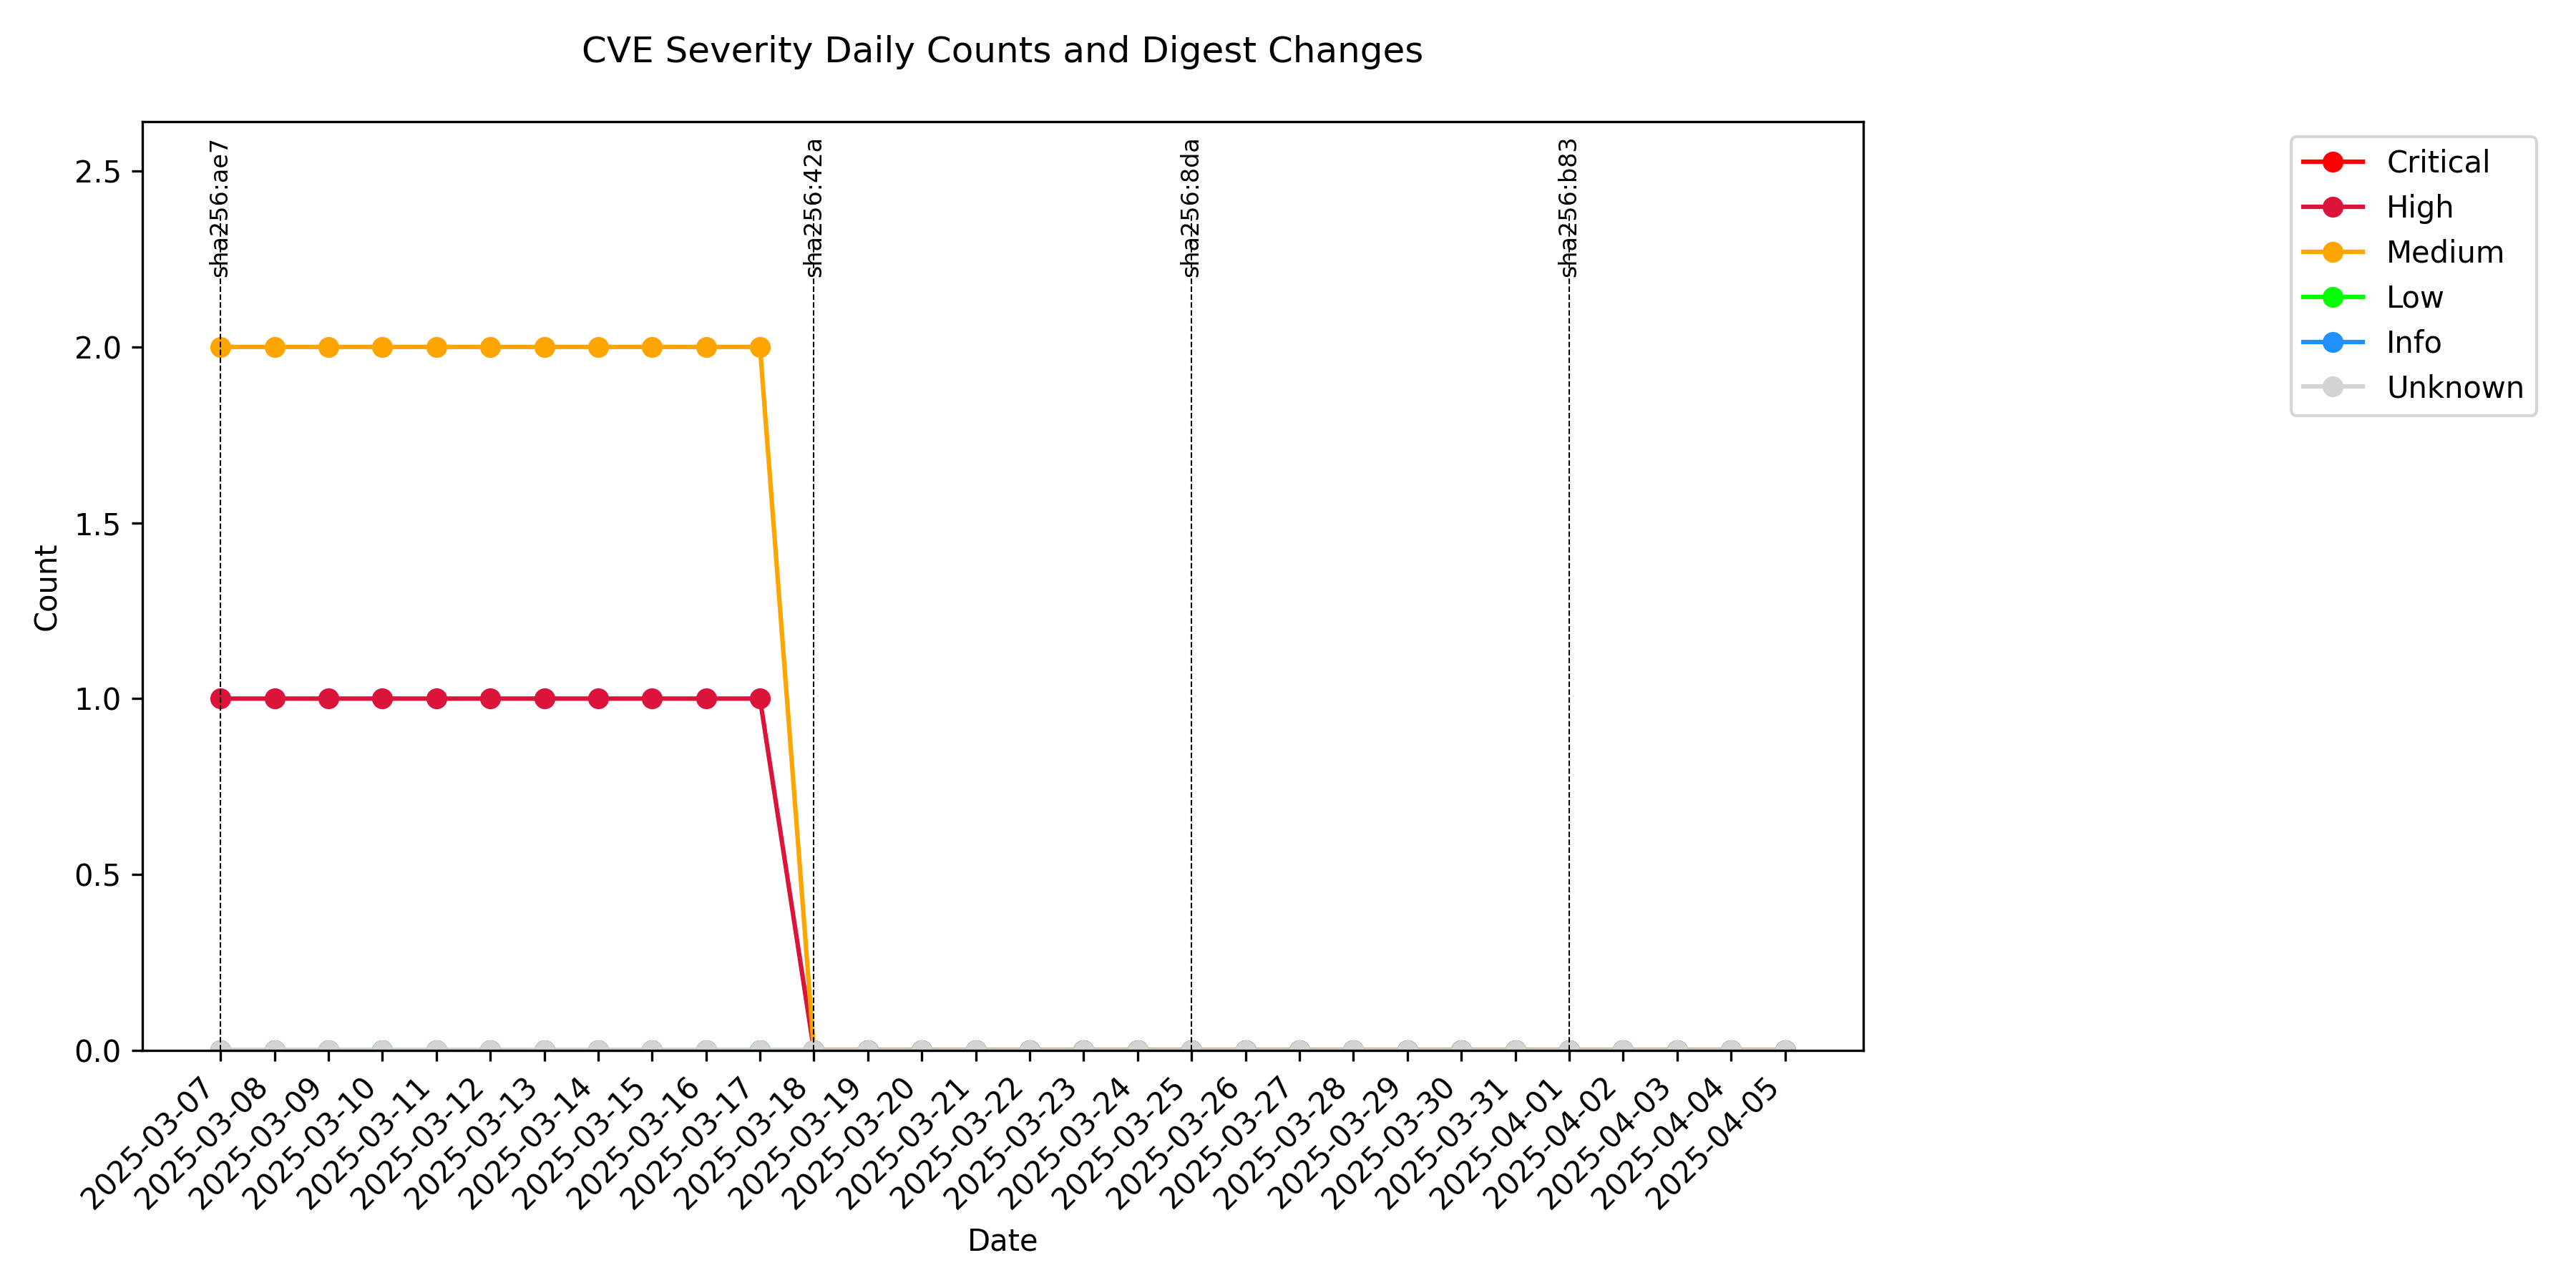 CVE Severity Daily Counts and Digest Changes
sha256:ae7
sha256:42a
sha256:8da
sha256:b83
Critical
High
Medium
Low
Info
Unknown
2.5
2.0
1.5
1.0
0.5
0.0
Count
2025-03-07
2025-03-08
2025-03-09
2025-03-10
2025-03-11
2025-03-12
2025-03-13
2025-03-14
2025-03-15
2025-03-16
2025-03-17
2025-03-18
2025-03-19
2025-03-20
2025-03-21
2025-03-22
2025-03-23
2025-03-24
2025-03-25
2025-03-26
2025-03-27
2025-03-28
2025-03-29
2025-03-30
2025-03-31
2025-04-01
2025-04-02
2025-04-03
2025-04-04
2025-04-05
Date